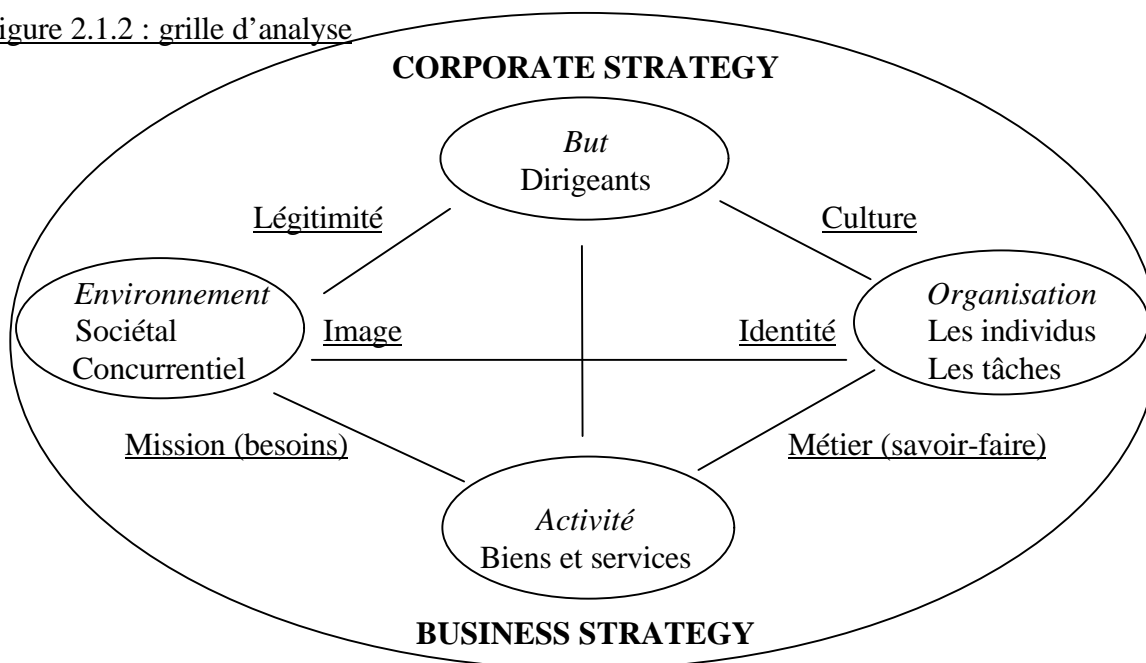 igure 2.1.2 : grille d’analyse
CORPORATE STRATEGY
But
Dirigeants
Légitimité
Culture
Environnement
Sociétal
Concurrentiel
Image
Identité
Organisation
Les individus
Les tâches
Mission (besoins)
Métier (savoir-faire)
Activité
Biens et services
BUSINESS STRATEGY